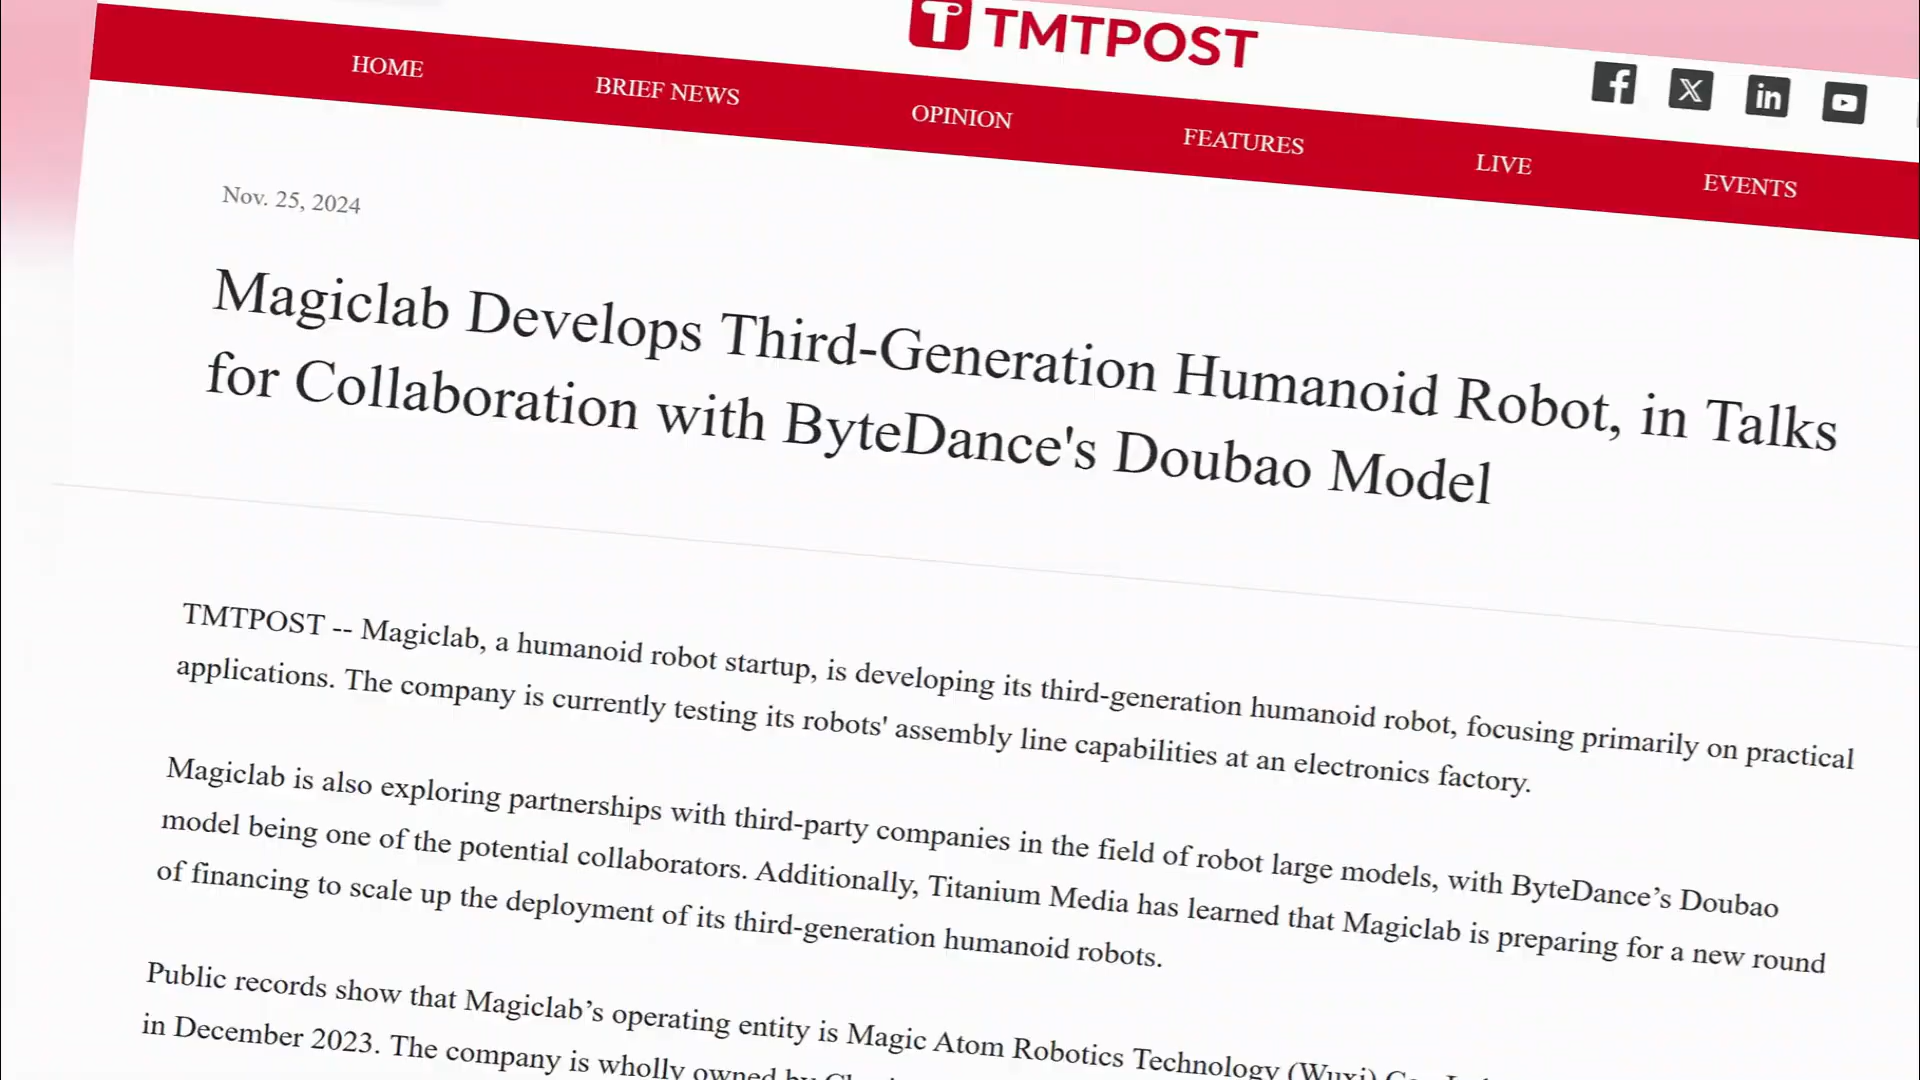 TMTPOST
HOME
BRIEF NEWS
OPINION
FEATURES
LIVE
EVENTS
Nov. 25, 2024
Magiclab Develops Third-Generation Humanoid Robot, in Talks
for Collaboration with ByteDance's Doubao Model
TMTPOST -- Magiclab, a humanoid robot startup, is developing its third-generation humanoid robot, focusing primarily on practical
applications. The company is currently testing its robots' assembly line capabilities at an electronics factory.
Magiclab is also exploring partnerships with third-party companies in the field of robot large models, with ByteDance’s Doubao
model being one of the potential collaborators. Additionally, Titanium Media has learned that Magiclab is preparing for a new round
of financing to scale up the deployment of its third-generation humanoid robots.
Public records show that Magiclab’s operating entity is Magic Atom Robotics Technology (Wuxi)
in December 2023. The company is wholly owned by